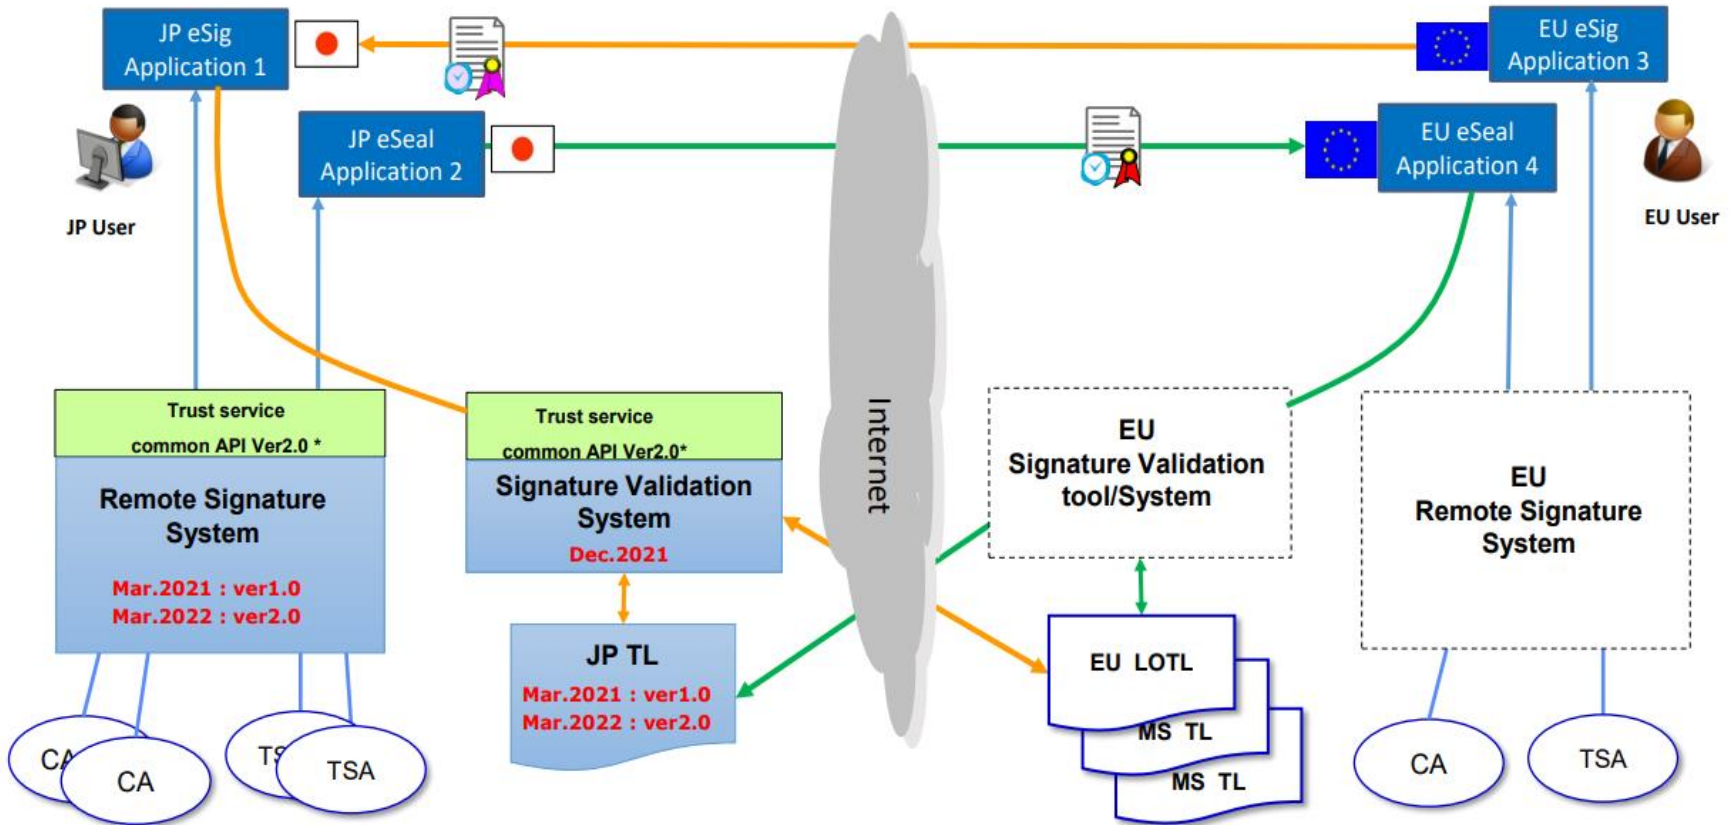 JP eSig
Application 1
EU eSig
Application 3
JP eSeal
Application 2
EU eSeal
Application 4
JP User
EU User
Internet
Trust service
common API Ver2.0 *
Remote Signature
System
Mar.2021 : ver1.0
Mar.2022 : ver2.0
Trust service
common API Ver2.0*
Signature Validation
System
Dec.2021
EU
Signature Validation
tool/System
EU
Remote Signature
System
JP TL
Mar.2021 : ver1.0
Mar.2022 : ver2.0
EU LOTL
MS TL
MS TL
CA
CA
TS
TSA
CA
TSA